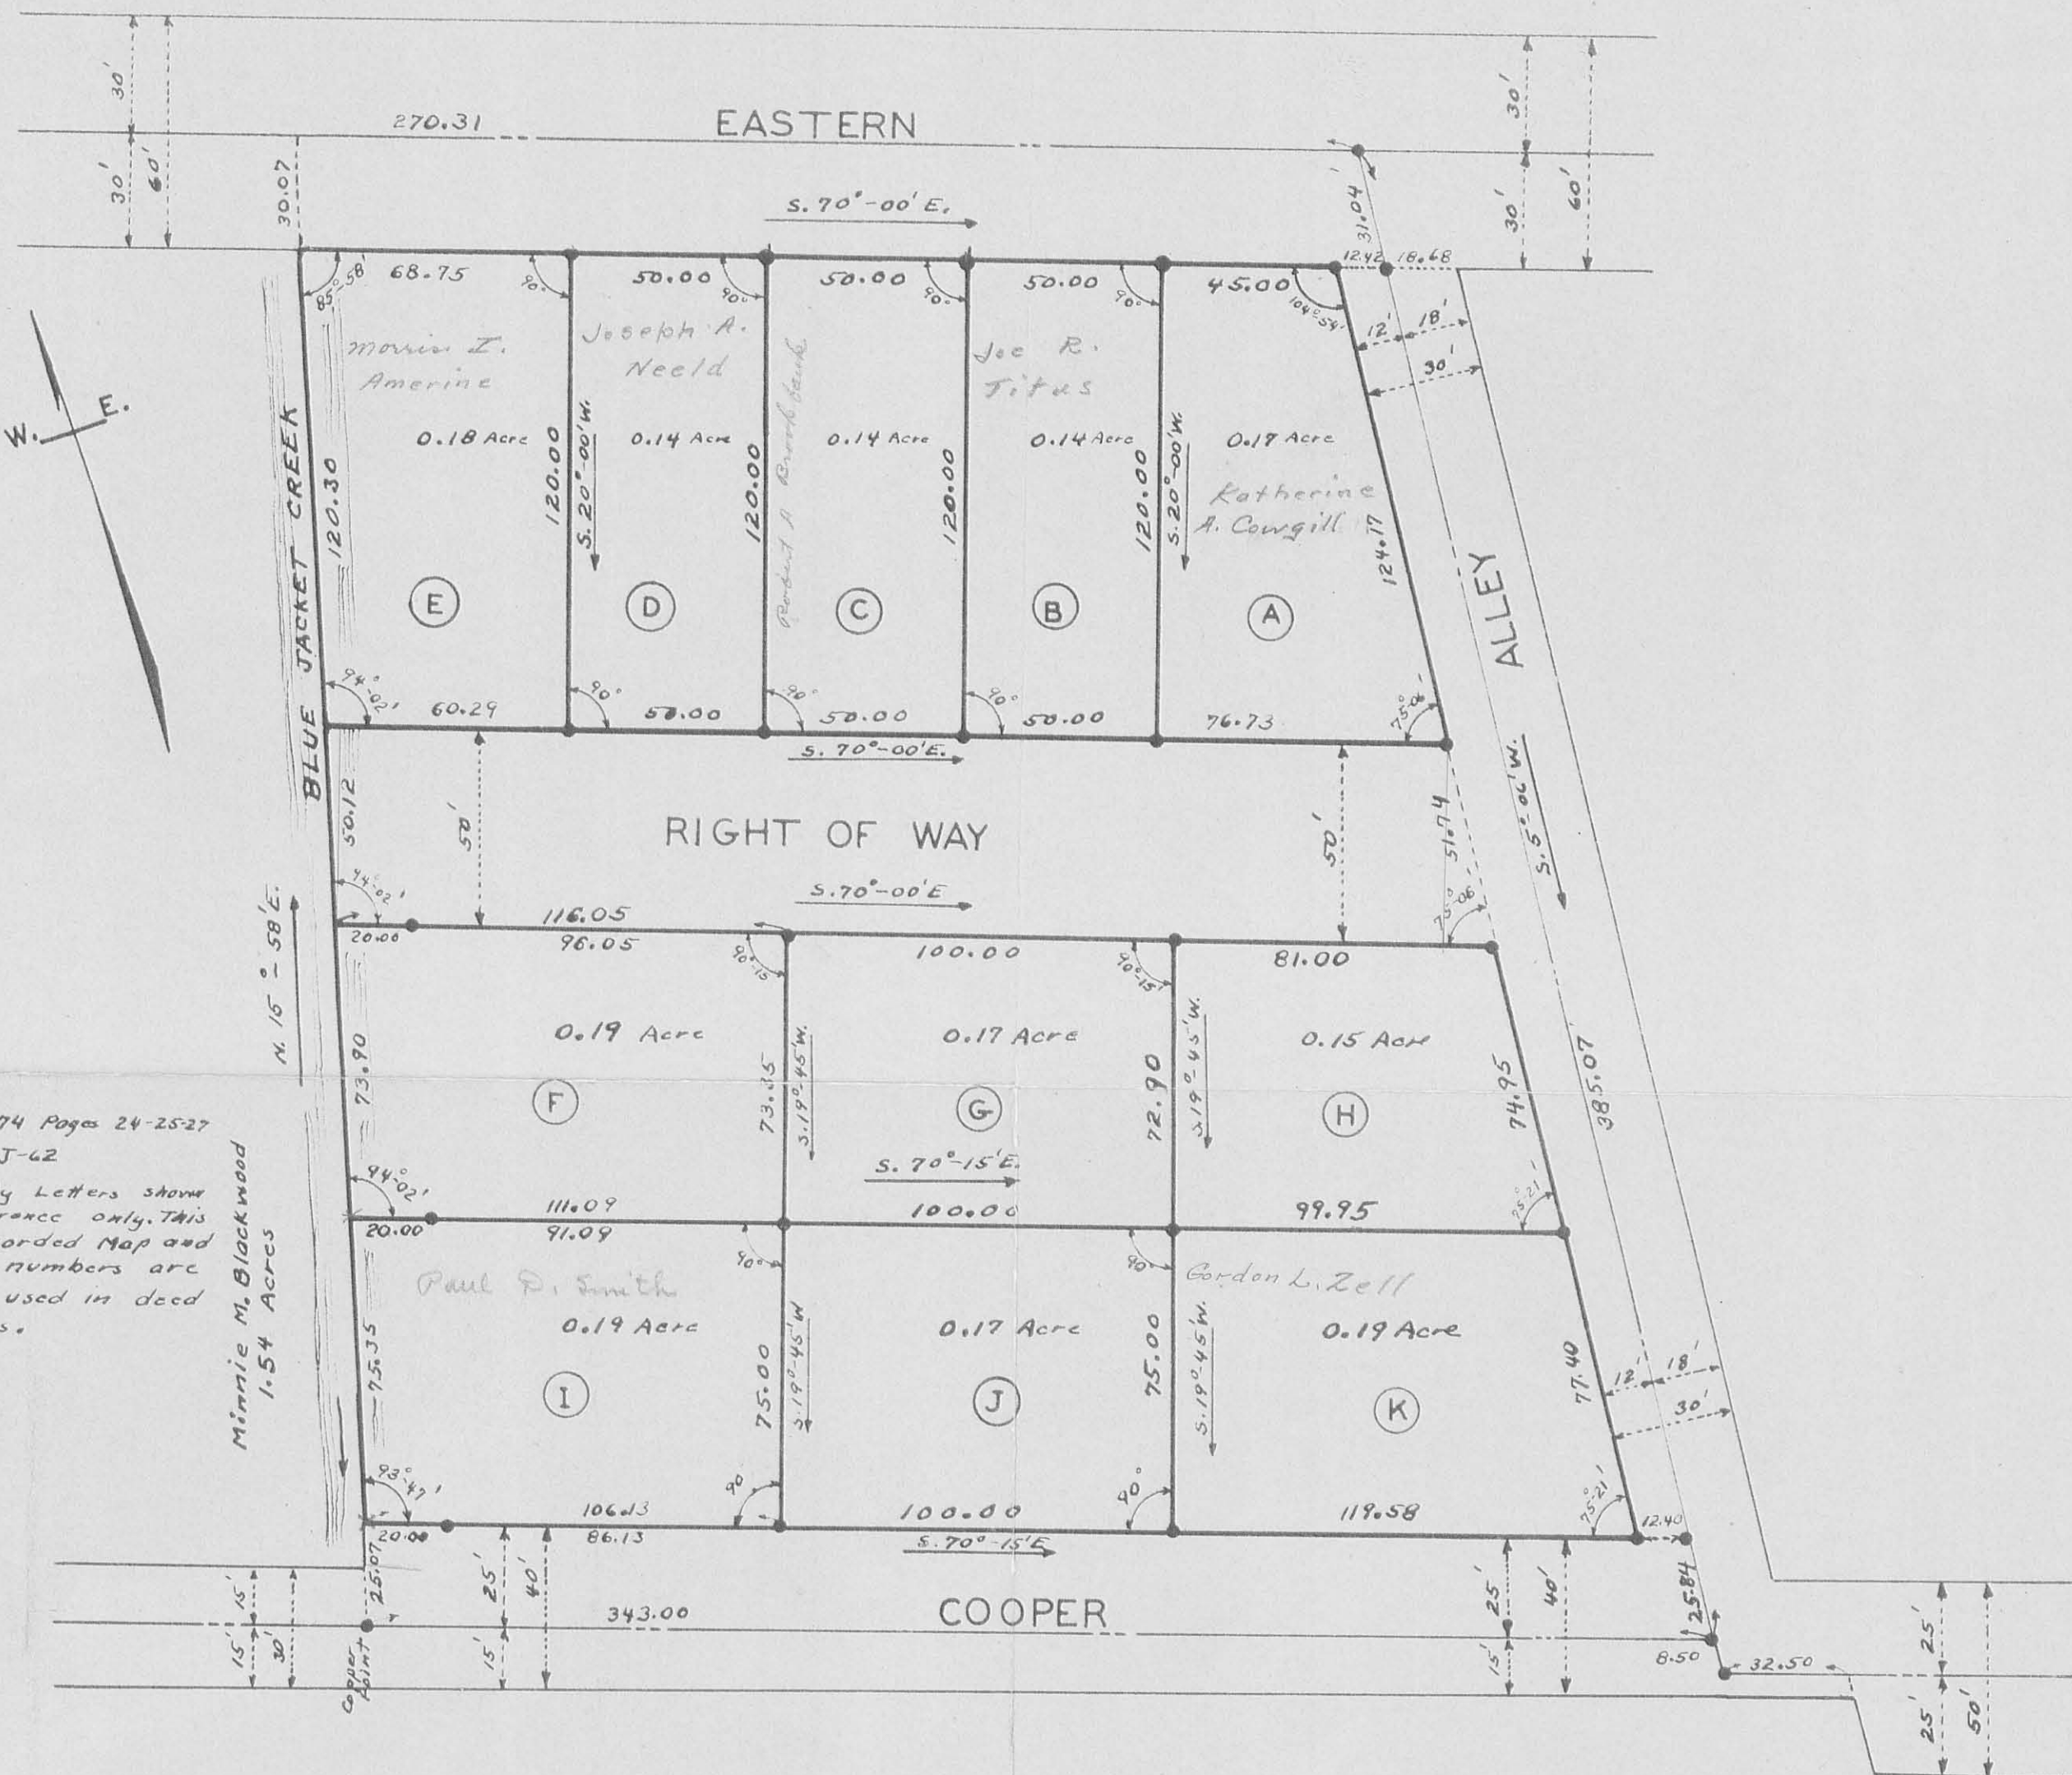 30'
30'
60'
270.31
EASTERN
30'
30'
60'
30.07
31.04'
S. 70°-00' E.
12.42
18.68
85°-58'
68.75
90°
50.00
90°
50.00
90°
50.00
90°
45.00
104°-54'
12'
18'
30'
Morris I.
Amerine
Joseph A.
Neeld
Joe R.
Titus
W.
E.
0.18 Acre
0.14 Acre
0.14 Acre
0.14 Acre
0.17 Acre
Katherine
A. Cowgill
BLUE JACKET CREEK
120.30
120.00
S. 20°-00' W.
120.00
120.00
120.00
S. 20°-00' W.
124.17
E
D
C
B
A
ALLEY
94°-02'
60.29
90°
50.00
90°
50.00
90°
50.00
76.73
75°-06'
S. 70°-00' E.
50.12
50'
RIGHT OF WAY
50'
51.74
S. 5°-06' W.
94°-02'
S. 70°-00' E
75°-06'
N. 15°-58' E.
20.00
116.05
96.05
90°-15'
100.00
90°-15'
81.00
0.19 Acre
0.17 Acre
0.15 Acre
73.90
73.35
S. 19°-45' W.
72.90
S. 19°-45' W.
74.95
385.07
F
G
H
S. 70°-15' E.
94°-02'
111.09
100.00
99.95
75°-21'
74 Pages 24-25-27
J-62
y Letters shown
rence only. This
orded Map and
numbers are
used in deed
s.
Minnie M. Blackwood
1.54 Acres
20.00
91.09
90°
90°
Paul D. Smith
Gordon L. Zell
0.19 Acre
0.17 Acre
0.19 Acre
75.35
75.00
S. 19°-45' W
75.00
S. 19°-45' W.
77.40
12'
18'
30'
I
J
K
93°-47'
106.13
90
100.00
90°
119.58
75°-21'
12.40
20.00
86.13
S. 70°-15' E
25.07
25'
40'
25'
40'
25.84
15'
15'
30'
343.00
COOPER
15'
15'
8.50
32.50
25'
25'
50'
Copper
Point